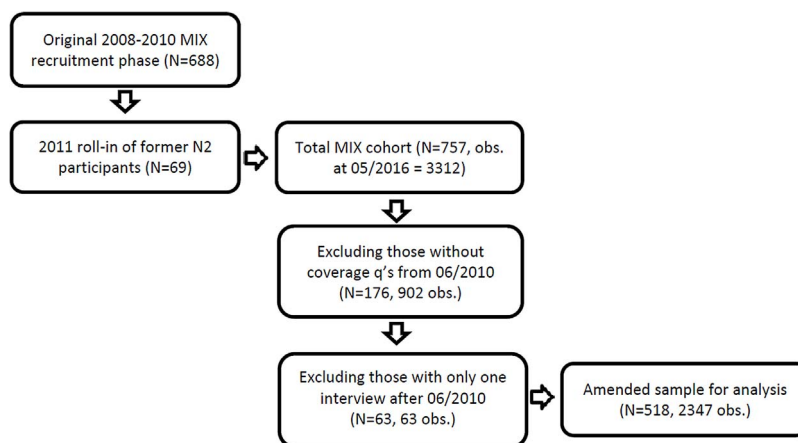 Original 2008-2010 MIX
recruitment phase (N=688)
2011 roll-in of former N2
participants (N=69)
Total MIX cohort (N=757, obs.
at 05/2016 = 3312)
Excluding those without
coverage q's from 06/2010
(N=176, 902 obs.)
Excluding those with only one
interview after 06/2010
(N=63, 63 obs.)
Amended sample for analysis
(N=518, 2347 obs.)